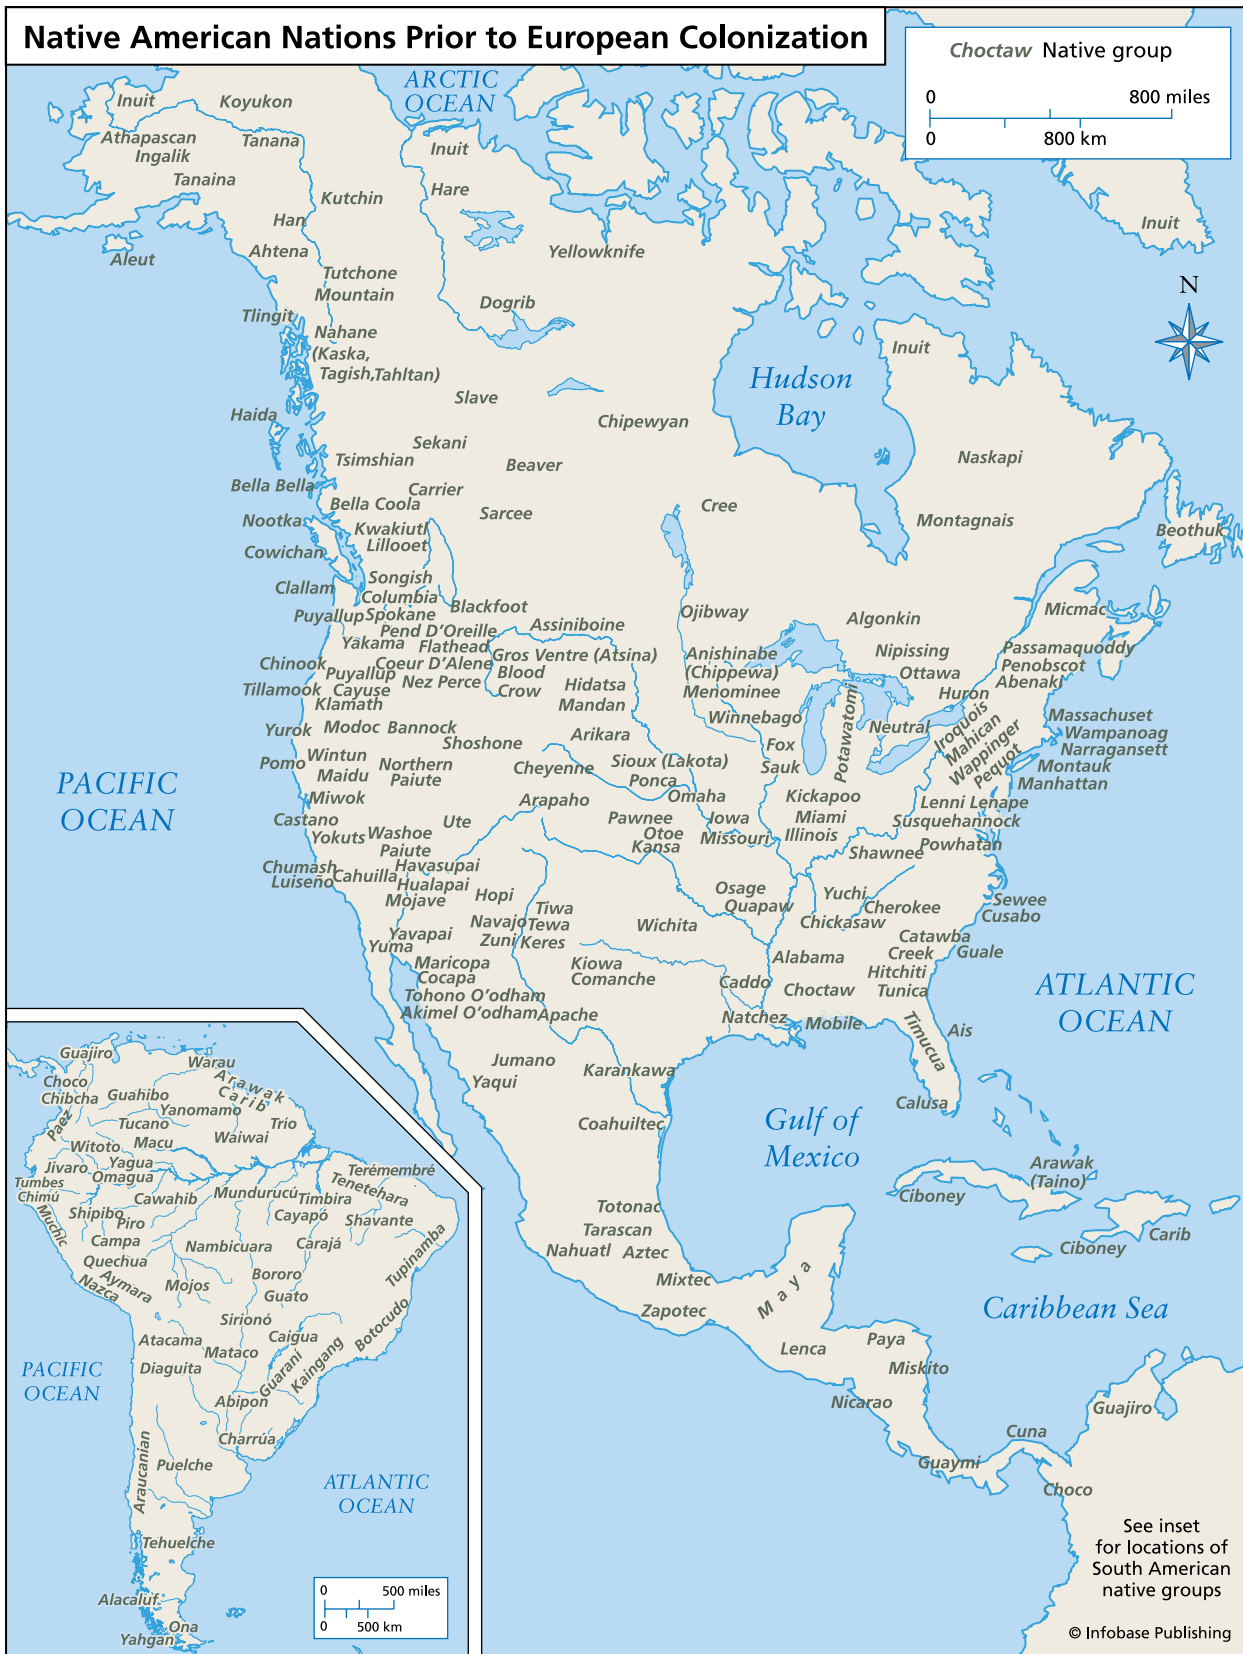 Native American Nations Prior to European Colonization
Choctaw Native group
0 800 miles
0 800 km
ARCTIC
OCEAN
Inuit
Koyukon
Athapascan
Tanana
Ingalik
Inuit
Tanaina
Hare
Kutchin
Han
Inuit
Ahtena
Yellowknife
Aleut
Tutchone
Mountain
Dogrib
N
Tlingit
Nahane
(Kaska,
Tagish,Tahltan)
Inuit
Hudson
Bay
Slave
Haida
Chipewyan
Sekani
Tsimshian
Beaver
Naskapi
Bella Bella
Carrier
Bella Coola
Sarcee
Cree
Nootka
Kwakiutl
Montagnais
Beothuk
Lillooet
Cowichan
Songish
Clallam
Columbia
Blackfoot
Puyallup
Spokane
Ojibway
Algonkin
Micmac
Pend D'Oreille
Assiniboine
Yakama
Flathead
Gros Ventre (Atsina)
Anishinabe
(Chippewa)
Nipissing
Passamaquoddy
Chinook
Coeur D'Alene
Puyallup
Blood
Ottawa
Penobscot
Abenaki
Tillamook
Cayuse
Nez Perce
Crow
Hidatsa
Menominee
Huron
Klamath
Mandan
Winnebago
Potawatomi
Neutral
Iroquois
Mahican
Wappinger
Pequot
Massachuset
Wampanoag
Narragansett
Montauk
Manhattan
Yurok
Modoc
Bannock
Shoshone
Arikara
Fox
Sauk
Pomo
Wintun
Northern
Paiute
Cheyenne
Sioux (Lakota)
Maidu
Ponca
Miwok
Arapaho
Omaha
Kickapoo
Lenni Lenape
Castano
Ute
Pawnee
Iowa
Miami
Susquehannock
Yokuts
Washoe
Otoe
Missouri
Illinois
Paiute
Kansa
Shawnee
Powhatan
Chumash
Havasupai
Luiseño
Cahuilla
Hualapai
Mojave
Hopi
Osage
Quapaw
Yuchi
Cherokee
Sewee
Cusabo
Tiwa
Navajo
Tewa
Wichita
Chickasaw
Yavapai
Zuni
Keres
Catawba
Yuma
Creek
Guale
Maricopa
Kiowa
Alabama
Cocapa
Comanche
Caddo
Hitchiti
Tohono O'odham
Choctaw
Tunica
Akimel O'odham
Apache
Natchez
Mobile
Timucua
Ais
Jumano
Karankawa
Yaqui
Calusa
Coahuiltec
PACIFIC
OCEAN
ATLANTIC
OCEAN
Gulf of
Mexico
Arawak
(Taino)
Ciboney
Totonac
Tarascan
Ciboney
Carib
Nahuatl
Aztec
Mixtec
Maya
Zapotec
Caribbean Sea
Lenca
Paya
Miskito
Nicarao
Guajiro
Cuna
Guaymi
Choco
See inset
for locations of
South American
native groups
© Infobase Publishing
Guajiro
Warau
Arawak
Carib
Choco
Chibcha
Guahibo
Yanomamo
Paez
Tucano
Trio
Macu
Waiwai
Witoto
Yagua
Jivaro
Omagua
Terémembré
Tenetehara
Tumbes
Chimú
Cawahib
Mundurucú
Timbira
Muchic
Shipibo
Piro
Cayapó
Shavante
Campa
Nambicuara
Carajá
Tupinamba
Quechua
Aymara
Nazca
Mojos
Bororo
Guato
Sirionó
Botocudo
Atacama
Mataco
Caigua
Diaguita
Guarani
Kaingang
Abipon
Charrúa
Araucanian
Puelche
PACIFIC
OCEAN
ATLANTIC
OCEAN
Tehuelche
Alacaluf
Ona
Yahgan
0 500 miles
0 500 km